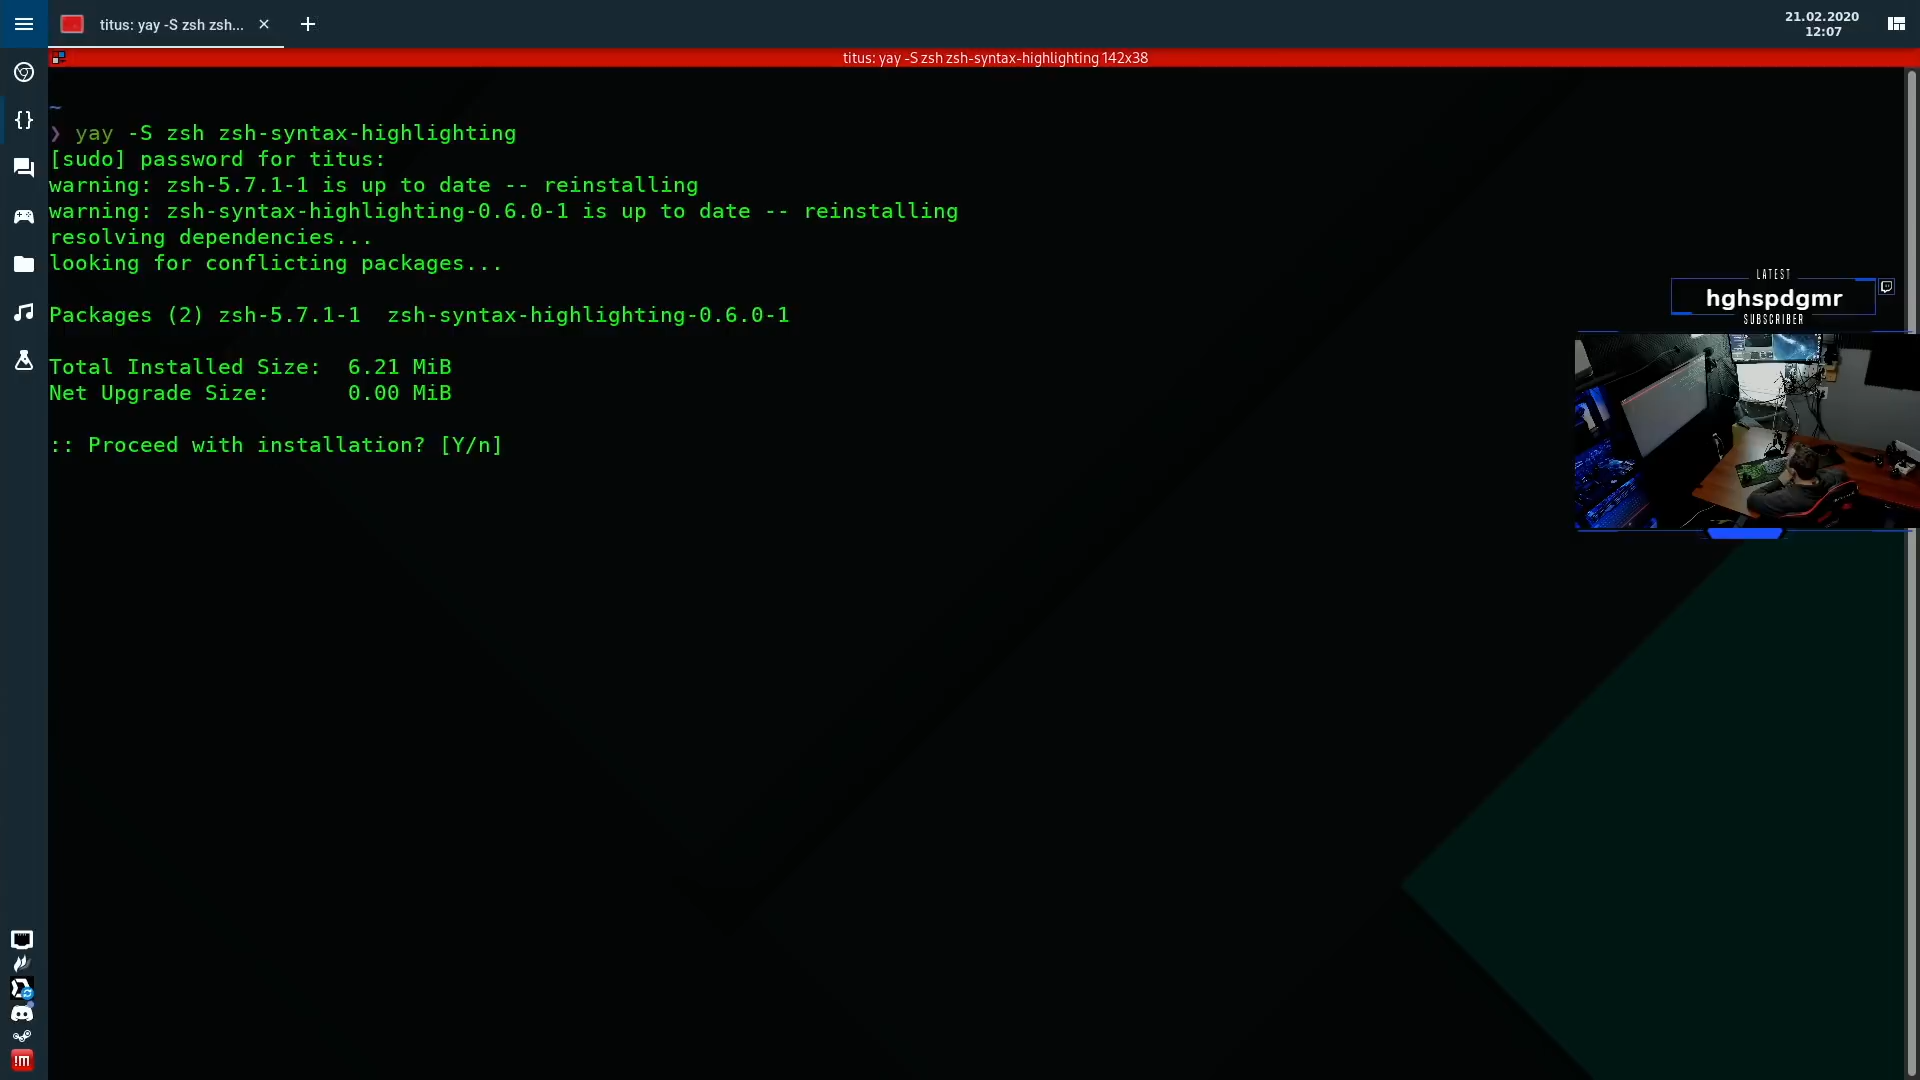 titus: yay -S zsh zsh...
21.02.2020
12:07
titus: yay -S zsh zsh-syntax-highlighting 142x38
~
❯ yay -S zsh zsh-syntax-highlighting
[sudo] password for titus:
warning: zsh-5.7.1-1 is up to date -- reinstalling
warning: zsh-syntax-highlighting-0.6.0-1 is up to date -- reinstalling
resolving dependencies...
looking for conflicting packages...
Packages (2) zsh-5.7.1-1  zsh-syntax-highlighting-0.6.0-1
Total Installed Size:  6.21 MiB
Net Upgrade Size:      0.00 MiB
:: Proceed with installation? [Y/n]
LATEST
hghspdgmr
SUBSCRIBER
!m